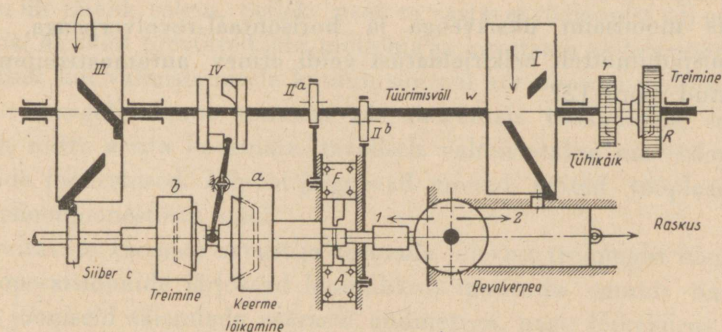 III
IV
IIa
Tüürimisvõll
w
IIb
I
r
Treimine
R
Tühikäik
b
a
F
1
2
A
Raskus
Siiber c
Treimine
Keerme
lõikamine
Revolverpea